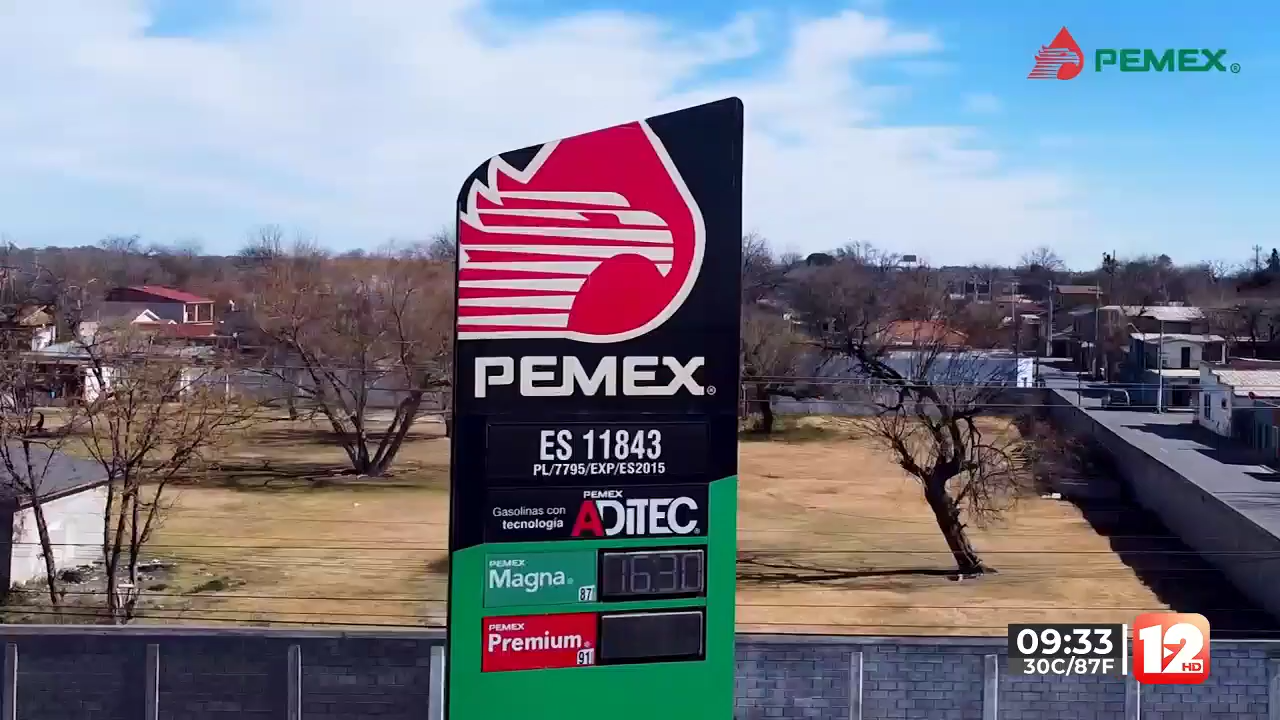 PEMEX®
PEMEX®
ES 11843
PL/7795/EXP/ES2015
Gasolinas con
tecnología
PEMEX
ADITEC®
PEMEX
Magna® 87
16.30
PEMEX
Premium® 91
09:33
30C/87F
12
HD